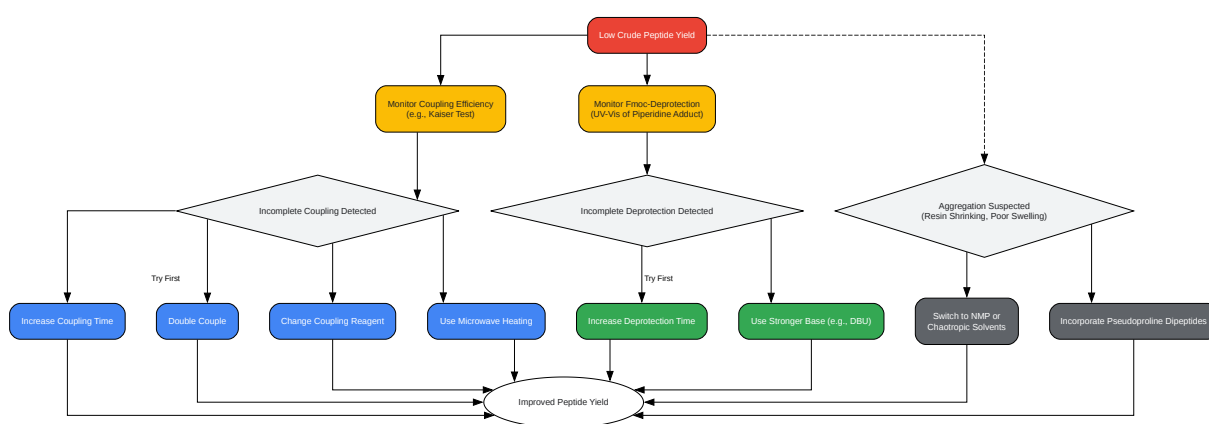 Low Crude Peptide Yield
Monitor Coupling Efficiency
(e.g., Kaiser Test)
Monitor Fmoc-Deprotection
(UV-Vis of Piperidine Adduct)
Incomplete Coupling Detected
Incomplete Deprotection Detected
Aggregation Suspected
(Resin Shrinking, Poor Swelling)
Try First
Try First
Increase Coupling Time
Double Couple
Change Coupling Reagent
Use Microwave Heating
Increase Deprotection Time
Use Stronger Base (e.g., DBU)
Switch to NMP or
Chaotropic Solvents
Incorporate Pseudoproline Dipeptides
Improved Peptide Yield